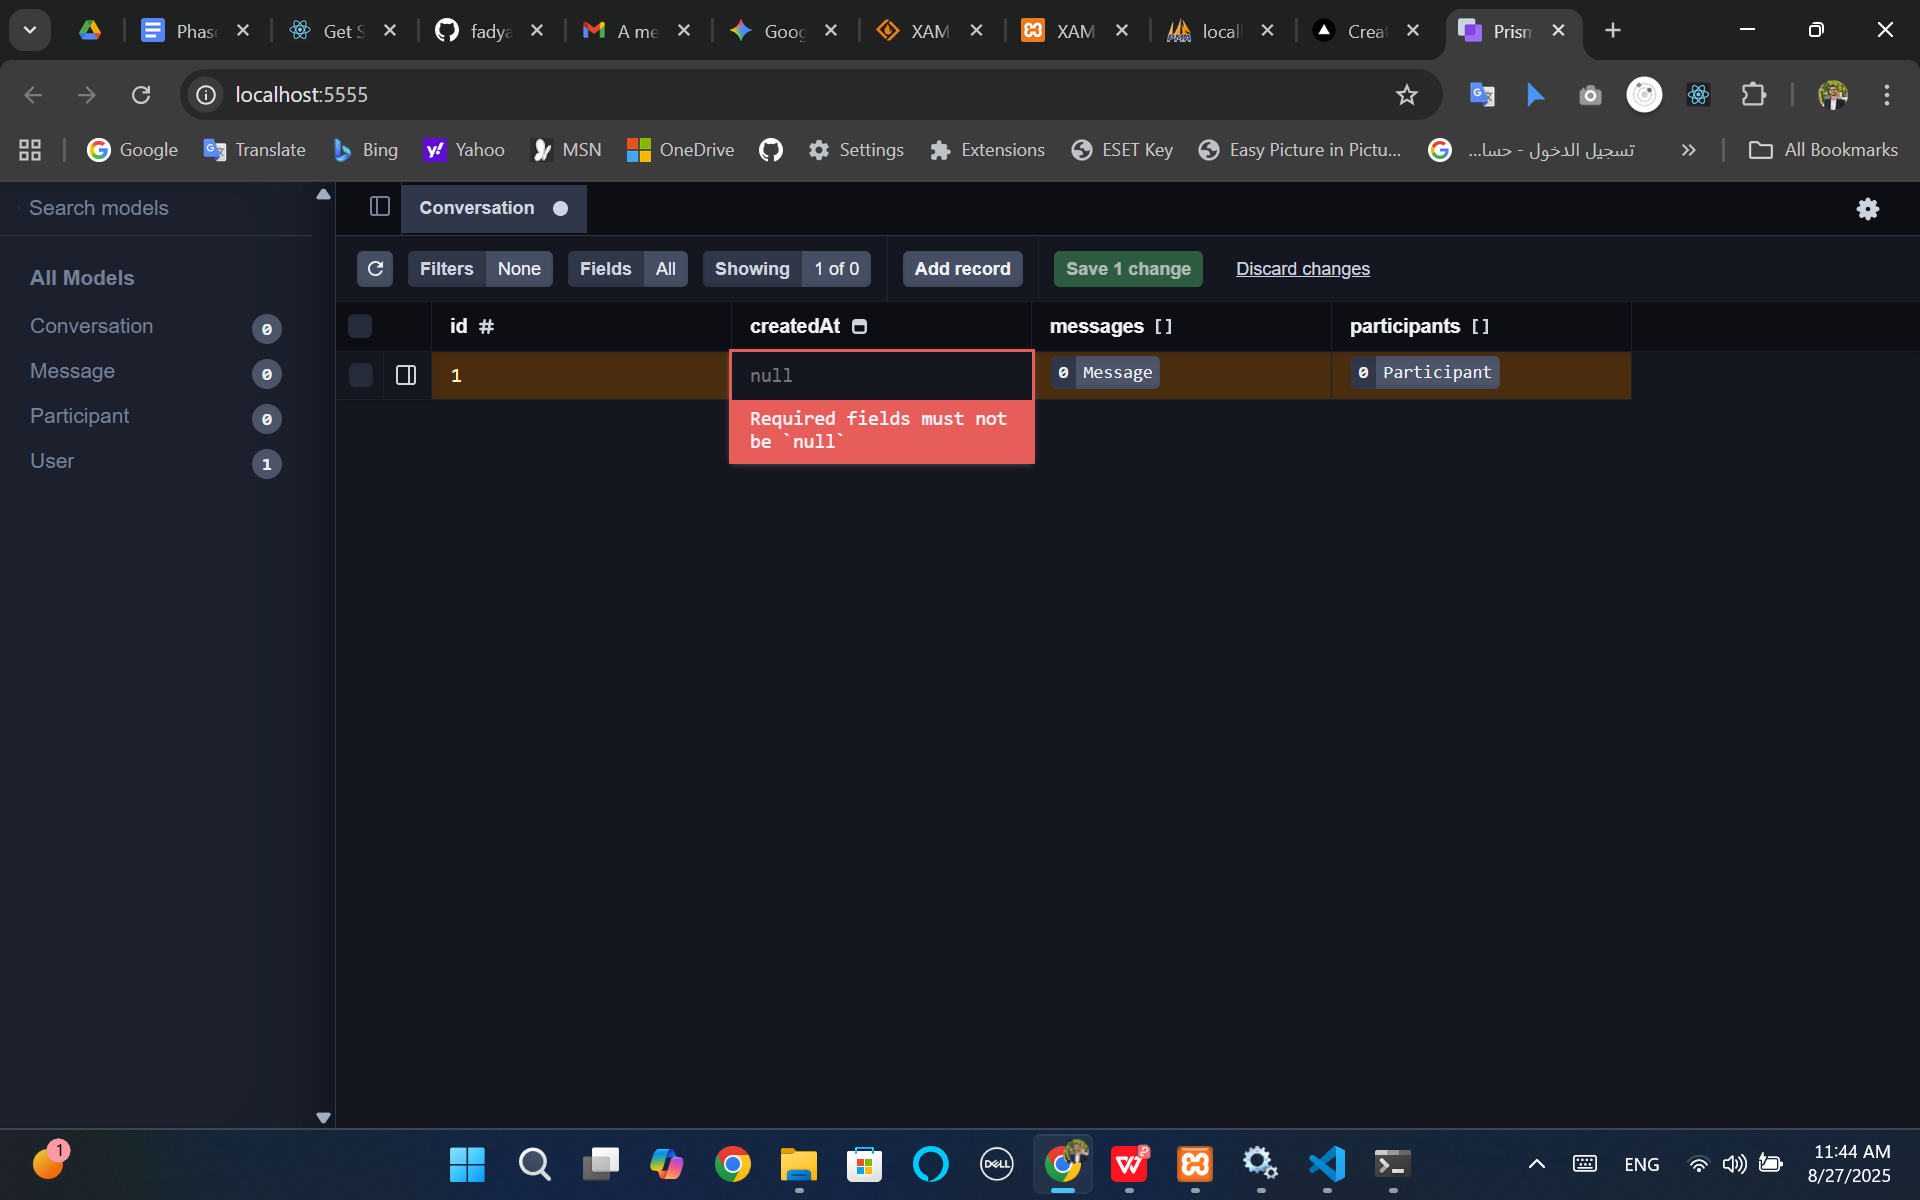 Phas
Get S
fadya
A me
Goog
XAM
XAM
PMA
local
Creat
Prism
localhost:5555
Google
Translate
Bing
Yahoo
MSN
OneDrive
Settings
Extensions
ESET Key
Easy Picture in Pictu...
تسجيل الدخول - حسا...
»
All Bookmarks
Search models
Conversation
Filters None
Fields All
Showing 1 of 0
Add record
Save 1 change
Discard changes
All Models
Conversation 0
Message 0
Participant 0
User 1
id #
createdAt
messages []
participants []
1
null
0 Message
0 Participant
Required fields must not
be `null`
1
DELL
ENG
11:44 AM
8/27/2025